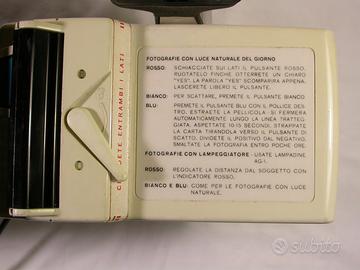 FOTOGRAFIE CON LUCE NATURALE DEL GIORNO
ROSSO: SCHIACCIATE SUI LATI IL PULSANTE ROSSO.
RUOTATELO FINCHE OTTERRETE UN CHIARO
"YES". LA PAROLA "YES" SCOMPARIRA APPENA
LASCERETE LIBERO IL PULSANTE.
BIANCO: PER SCATTARE, PREMETE IL PULSANTE BIANCO
BLU: PREMETE IL PULSANTE BLU CON IL POLLICE DES-
TRO. ESTRAETE LA PELLICOLA: SI FERMERA
AUTOMATICAMENTE LUNGO LA LINEA TRATTEG-
GIATA. ASPETTATE 10-15 SECONDI, STRAPPATE
LA CARTA TIRANDOLA VERSO IL PULSANTE DI
SCATTO. DIVIDETE IL POSITIVO DAL NEGATIVO.
SMALTATE LA FOTOGRAFIA ENTRO POCHE ORE.
FOTOGRAFIE CON LAMPEGGIATORE - USATE LAMPADINE
AG-1.
ROSSO: REGOLATE LA DISTANZA DAL SOGGETTO CON
L'INDICATORE ROSSO.
BIANCO E BLU: COME PER LE FOTOGRAFIE CON LUCE
NATURALE.
ENTRAMBI I LATI
subito